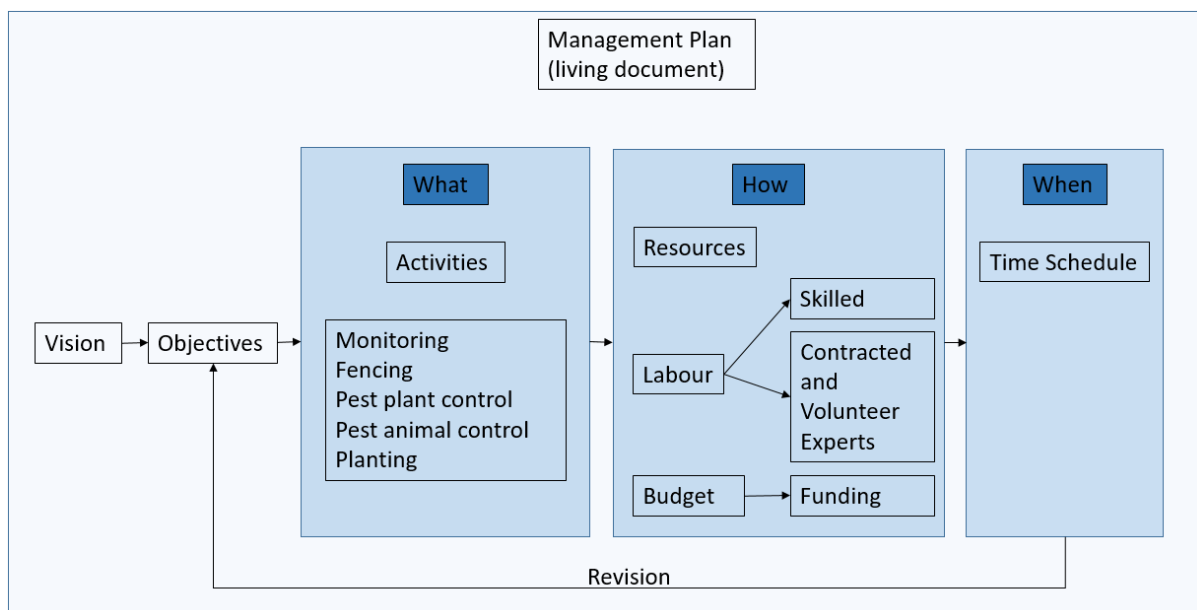 Management Plan
(living document)
What
How
When
Activities
Resources
Time Schedule
Vision
Objectives
Monitoring
Fencing
Pest plant control
Pest animal control
Planting
Labour
Skilled
Contracted
and
Volunteer
Experts
Budget
Funding
Revision